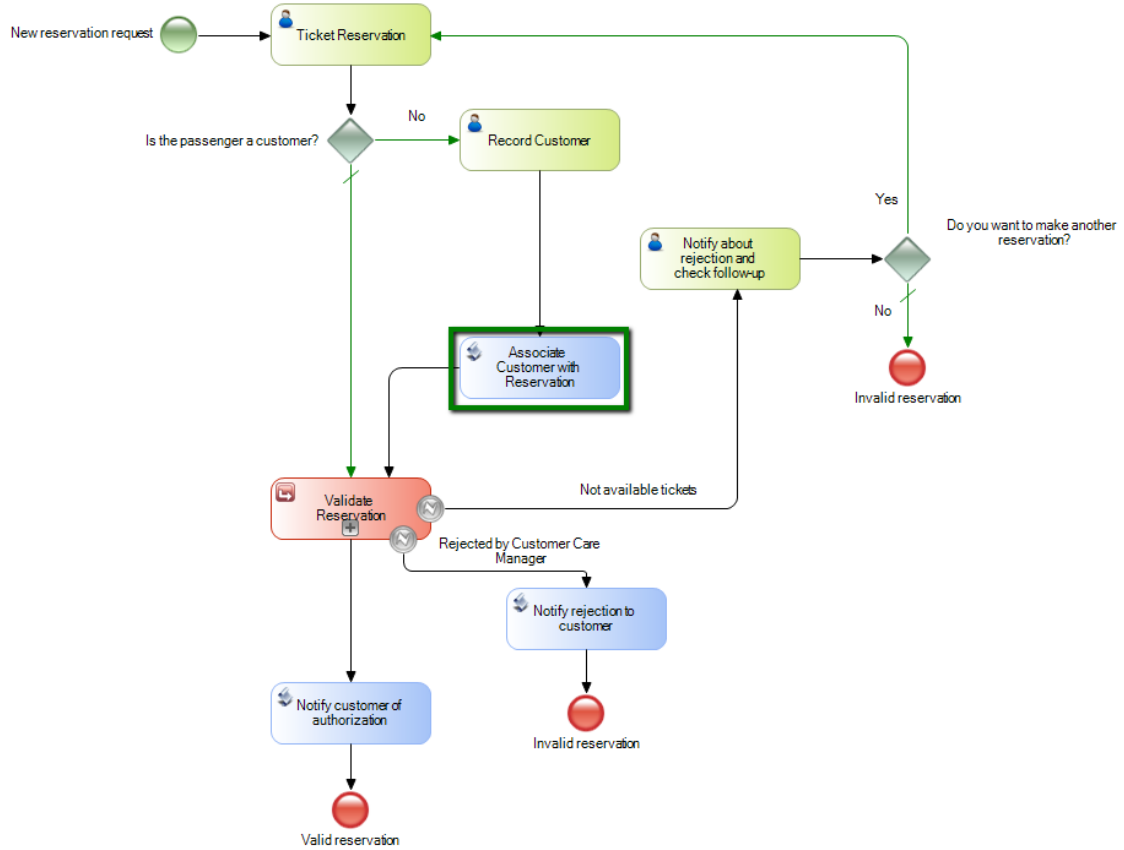 New reservation request
Ticket Reservation
Is the passenger a customer?
No
Record Customer
Yes
Do you want to make another
reservation?
Notify about
rejection and
check follow-up
No
Invalid reservation
Associate
Customer with
Reservation
Not available tickets
Validate
Reservation
Rejected by Customer Care
Manager
Notify rejection to
customer
Notify customer of
authorization
Invalid reservation
Valid reservation